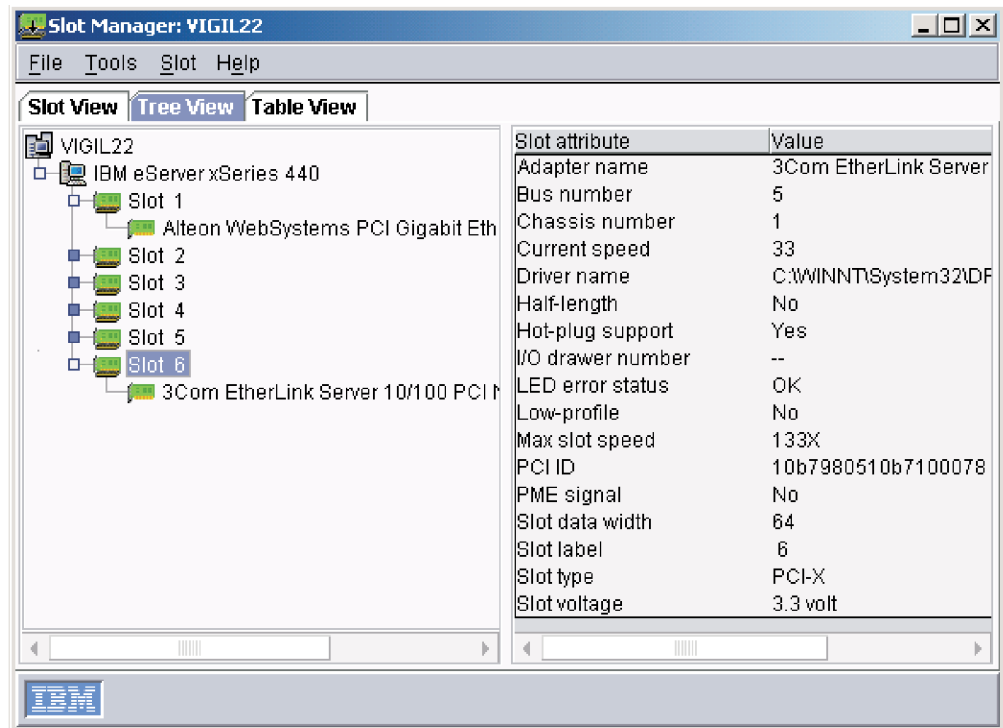 Slot Manager: VIGIL22
File Tools Slot Help
Slot View Tree View Table View
VIGIL22
IBM eServer xSeries 440
Slot 1
Alteon WebSystems PCI Gigabit Eth
Slot 2
Slot 3
Slot 4
Slot 5
Slot 6
3Com EtherLink Server 10/100 PCI N
Slot attribute Value
Adapter name 3Com EtherLink Server
Bus number 5
Chassis number 1
Current speed 33
Driver name C:\WINNT\System32\DF
Half-length No
Hot-plug support Yes
I/O drawer number --
LED error status OK
Low-profile No
Max slot speed 133X
PCI ID 10b7980510b7100078
PME signal No
Slot data width 64
Slot label 6
Slot type PCI-X
Slot voltage 3.3 volt
IBM